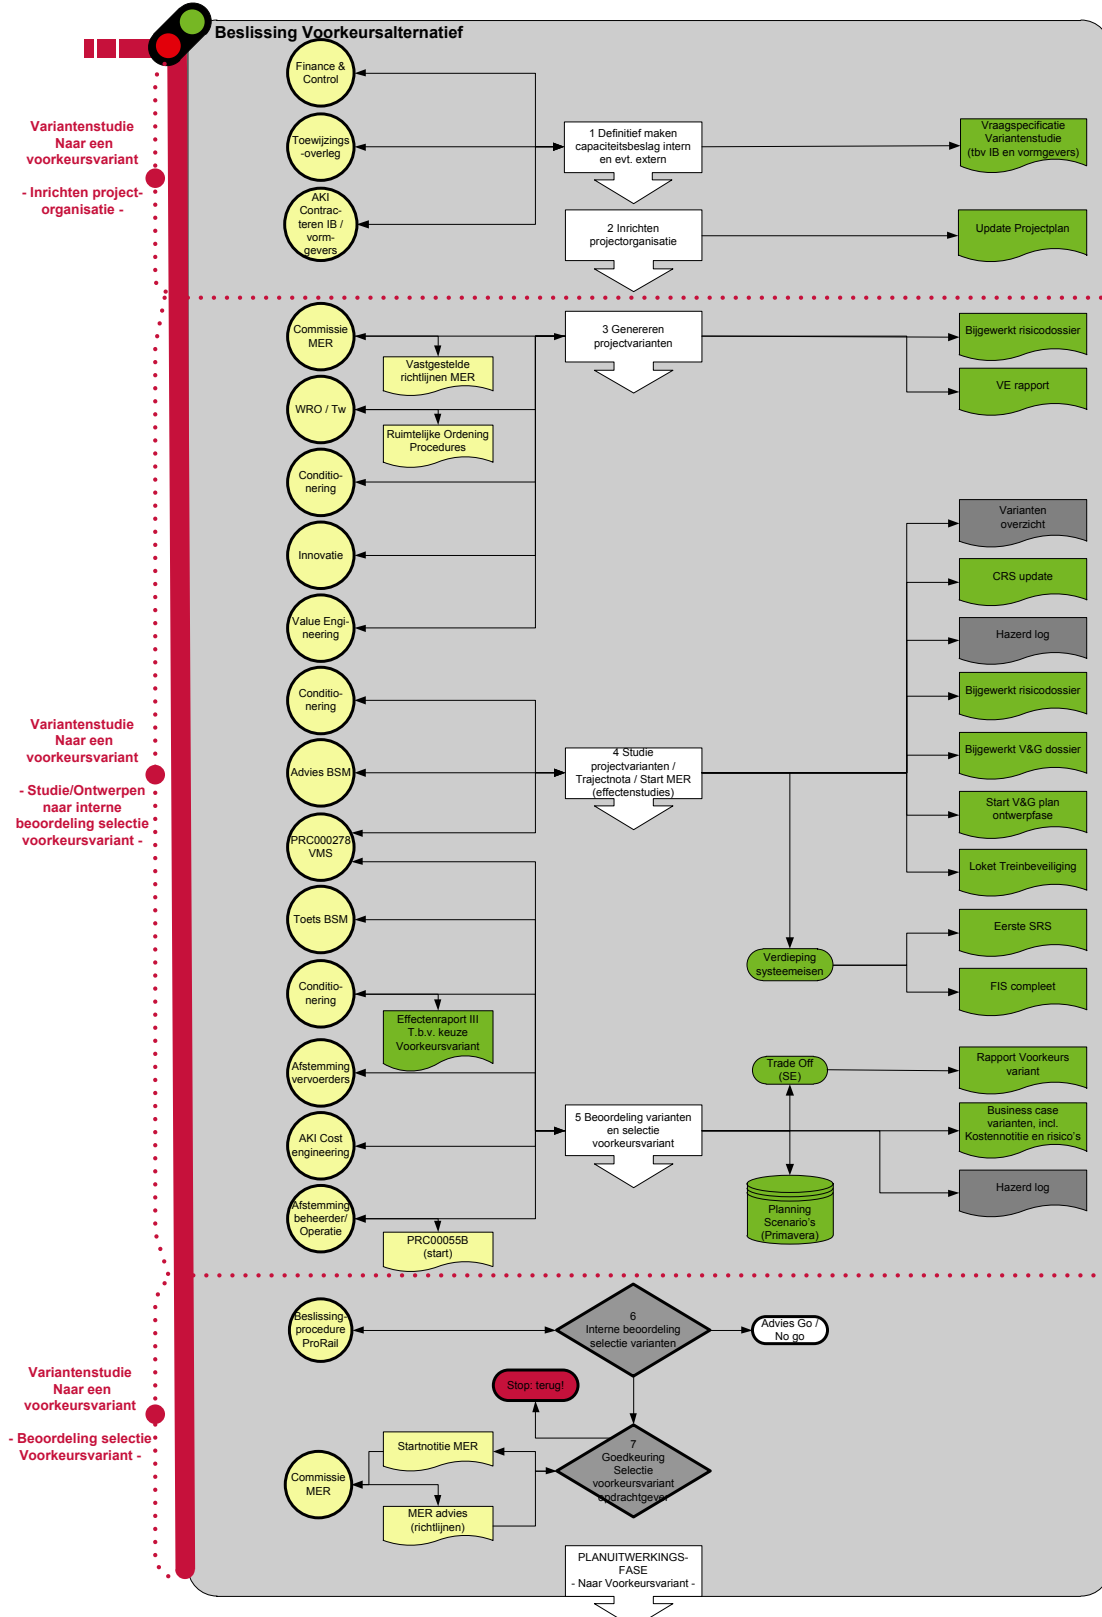 Beslissing Voorkeursalternatief
Variantenstudie
Naar een
voorkeursvariant
- Inrichten project-
organisatie -
Finance &
Control
Toewijzings
-overleg
AKI
Contrac-
teren IB /
vorm-
gevers
1 Definitief maken
capaciteitsbeslag intern
en evt. extern
Vraagspecificatie
Variantenstudie
(tbv IB en vormgevers)
2 Inrichten
projectorganisatie
Update Projectplan
Variantenstudie
Naar een
voorkeursvariant
- Studie/Ontwerpen
naar interne
beoordeling selectie
voorkeursvariant -
Commissie
MER
Vastgestelde
richtlijnen MER
WRO / Tw
Ruimtelijke Ordening
Procedures
Conditio-
nering
Innovatie
Value Engi-
neering
3 Genereren
projectvarianten
Bijgewerkt risicodossier
VE rapport
Conditio-
nering
Advies BSM
PRC000278
VMS
4 Studie
projectvarianten /
Trajectnota / Start MER
(effectenstudies)
Varianten
overzicht
CRS update
Hazerd log
Bijgewerkt risicodossier
Bijgewerkt V&G dossier
Start V&G plan
ontwerpfase
Loket Treinbeveiliging
Verdieping
systeemeisen
Eerste SRS
FIS compleet
Toets BSM
Conditio-
nering
Effectenraport III
T.b.v. keuze
Voorkeursvariant
Afstemming
vervoerders
AKI Cost
engineering
Afstemming
beheerder/
Operatie
PRC00055B
(start)
5 Beoordeling varianten
en selectie
voorkeursvariant
Trade Off
(SE)
Planning
Scenario's
(Primavera)
Rapport Voorkeurs
variant
Business case
varianten, incl.
Kostennotitie en risico's
Hazerd log
Variantenstudie
Naar een
voorkeursvariant
- Beoordeling selectie
Voorkeursvariant -
Beslissing-
procedure
ProRail
6
Interne beoordeling
selectie varianten
Advies Go /
No go
Stop: terug!
7
Goedkeuring
Selectie
voorkeursvariant
opdrachtgever
Startnotitie MER
Commissie
MER
MER advies
(richtlijnen)
PLANUITWERKINGS-
FASE
- Naar Voorkeursvariant -